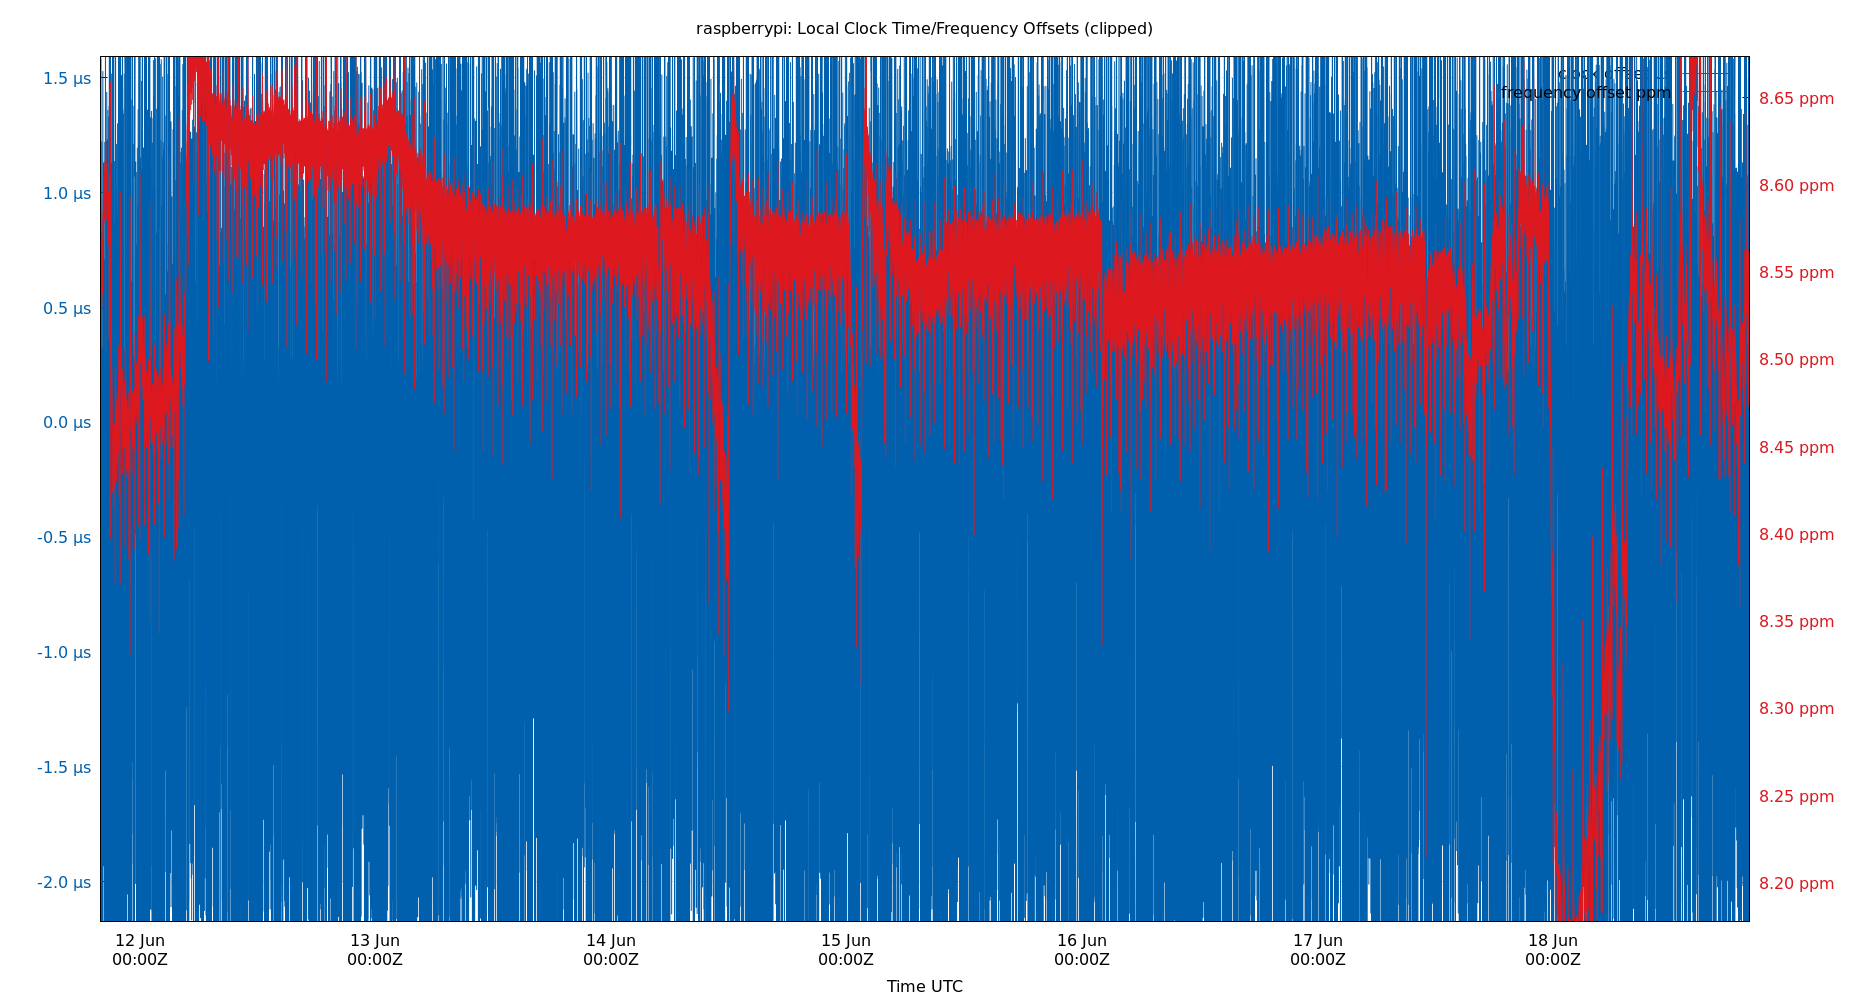 raspberrypi: Local Clock Time/Frequency Offsets (clipped)
clock offset
frequency offset ppm
1.5 µs
1.0 µs
0.5 µs
0.0 µs
-0.5 µs
-1.0 µs
-1.5 µs
-2.0 µs
8.65 ppm
8.60 ppm
8.55 ppm
8.50 ppm
8.45 ppm
8.40 ppm
8.35 ppm
8.30 ppm
8.25 ppm
8.20 ppm
12 Jun 13 Jun 14 Jun 15 Jun 16 Jun 17 Jun 18 Jun
00:00Z 00:00Z 00:00Z 00:00Z 00:00Z 00:00Z 00:00Z
Time UTC